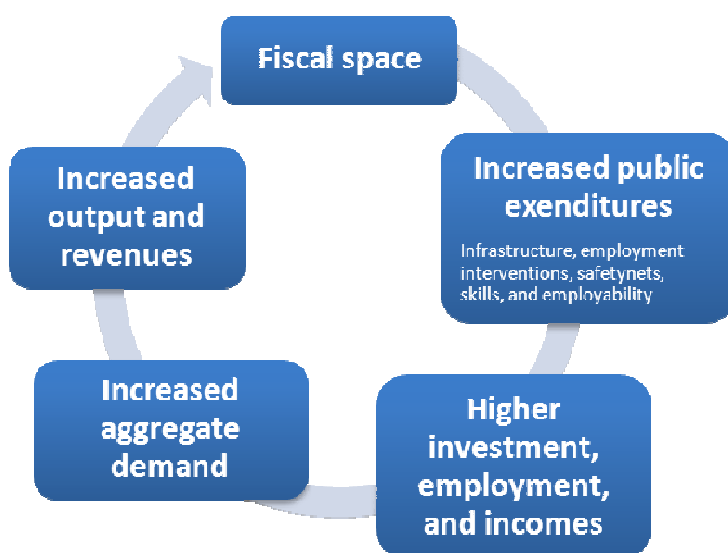 Fiscal space
Increased public
exenditures
Infrastructure, employment
interventions, safetynets,
skills, and employability
Higher
investment,
employment,
and incomes
Increased
aggregate
demand
Increased
output and
revenues